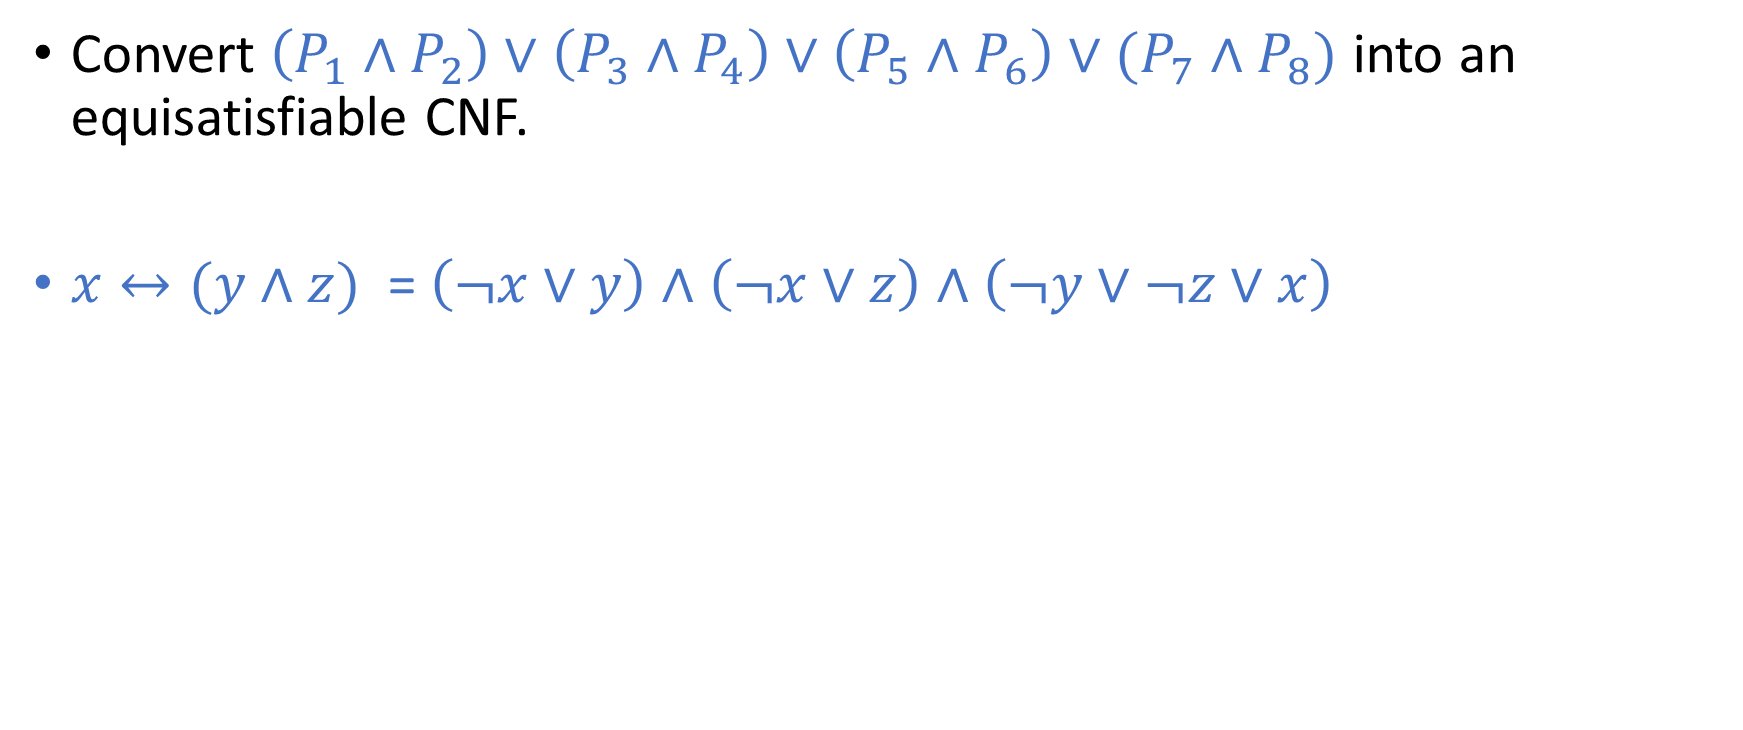 • Convert (𝑃₁ ∧ 𝑃₂) ∨ (𝑃₃ ∧ 𝑃₄) ∨ (𝑃₅ ∧ 𝑃₆) ∨ (𝑃₇ ∧ 𝑃₈) into an
equisatisfiable CNF.
• 𝑥 ↔ (𝑦 ∧ 𝑧) = (¬𝑥 ∨ 𝑦) ∧ (¬𝑥 ∨ 𝑧) ∧ (¬𝑦 ∨ ¬𝑧 ∨ 𝑥)